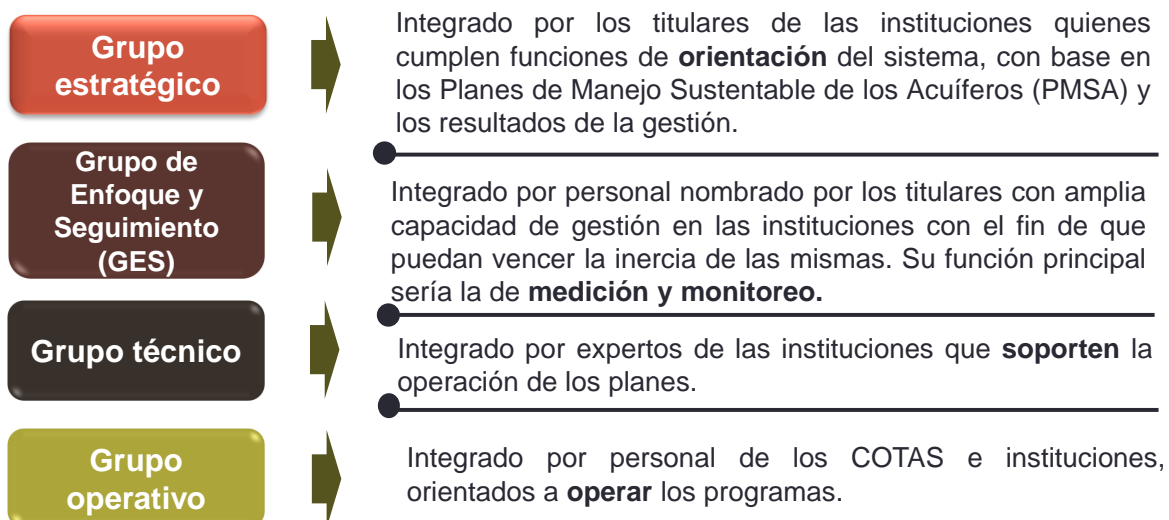 Grupo
estratégico
Integrado por los titulares de las instituciones quienes
cumplen funciones de orientación del sistema, con base en
los Planes de Manejo Sustentable de los Acuíferos (PMSA) y
los resultados de la gestión.
Grupo de
Enfoque y
Seguimiento
(GES)
Integrado por personal nombrado por los titulares con amplia
capacidad de gestión en las instituciones con el fin de que
puedan vencer la inercia de las mismas. Su función principal
sería la de medición y monitoreo.
Grupo técnico
Integrado por expertos de las instituciones que soporten la
operación de los planes.
Grupo
operativo
Integrado por personal de los COTAS e instituciones,
orientados a operar los programas.